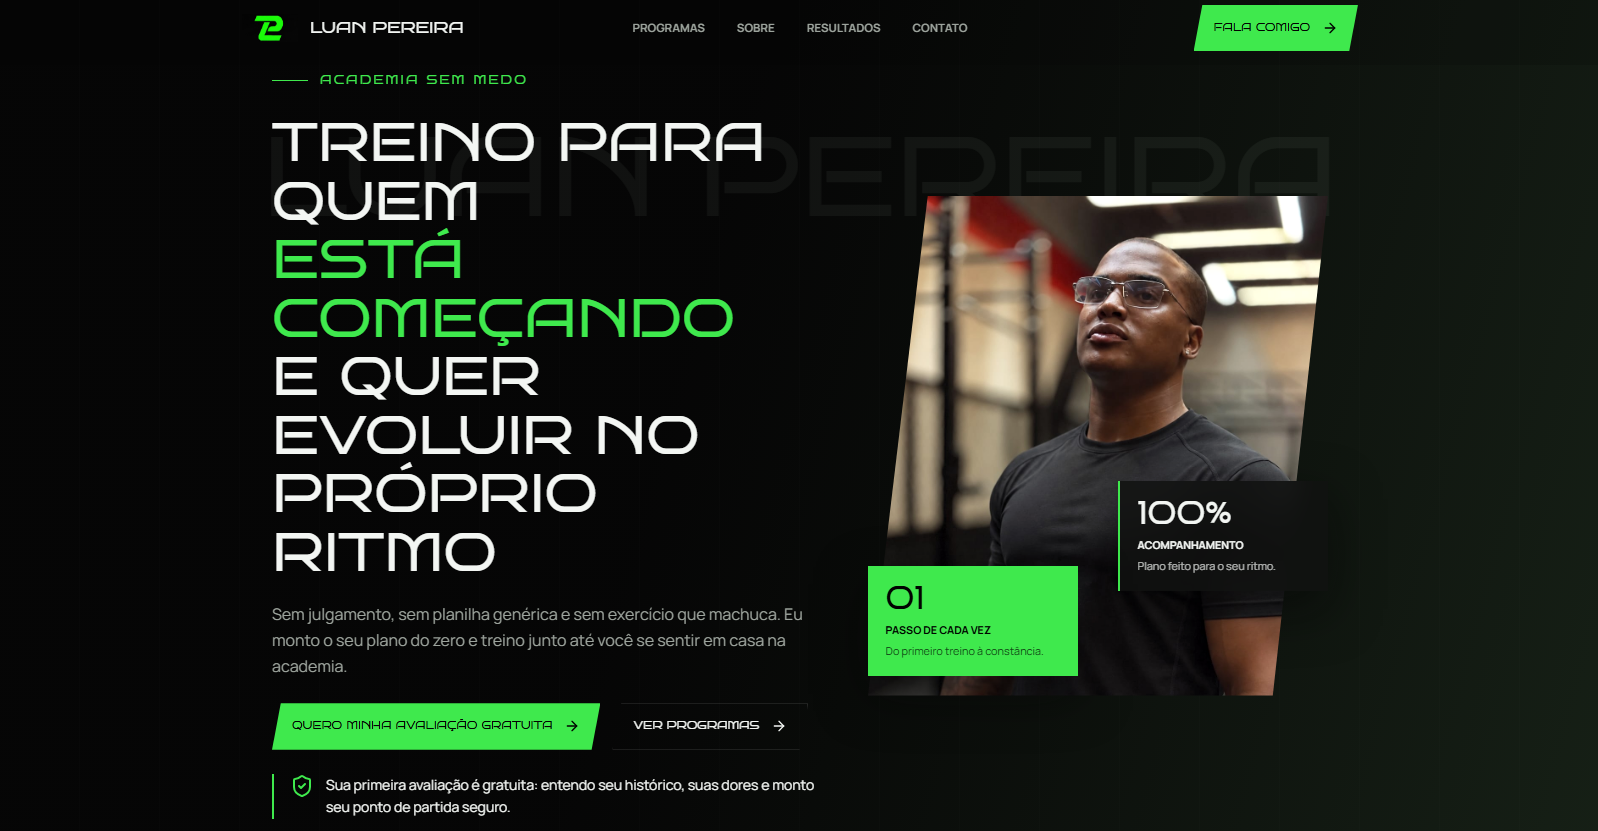 LUAN PEREIRA
PROGRAMAS
SOBRE
RESULTADOS
CONTATO
FALA COMIGO
ACADEMIA SEM MEDO
LUAN PEREIRA
TREINO PARA
QUEM
ESTÁ
COMEÇANDO
E QUER
EVOLUIR NO
PRÓPRIO
RITMO
Sem julgamento, sem planilha genérica e sem exercício que machuca. Eu
monto o seu plano do zero e treino junto até você se sentir em casa na
academia.
QUERO MINHA AVALIAÇÃO GRATUITA
VER PROGRAMAS
Sua primeira avaliação é gratuita: entendo seu histórico, suas dores e monto
seu ponto de partida seguro.
100%
ACOMPANHAMENTO
Plano feito para o seu ritmo.
01
PASSO DE CADA VEZ
Do primeiro treino à constância.